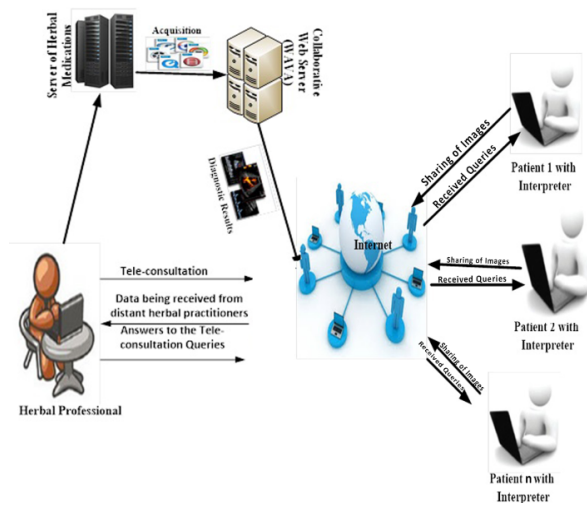 Acquisition
Server of Herbal
Medications
Collaborative
Web Server
(WAVA)
Diagnostic Results
Sharing of Images
Received Queries
Patient 1 with
Interpreter
Internet
Tele-consultation
Data being received from
distant herbal practitioners
Answers to the Tele-
consultation Queries
Herbal Professional
Sharing of Images
Received Queries
Patient 2 with
Interpreter
Sharing of Images
Received Queries
Patient n with
Interpreter